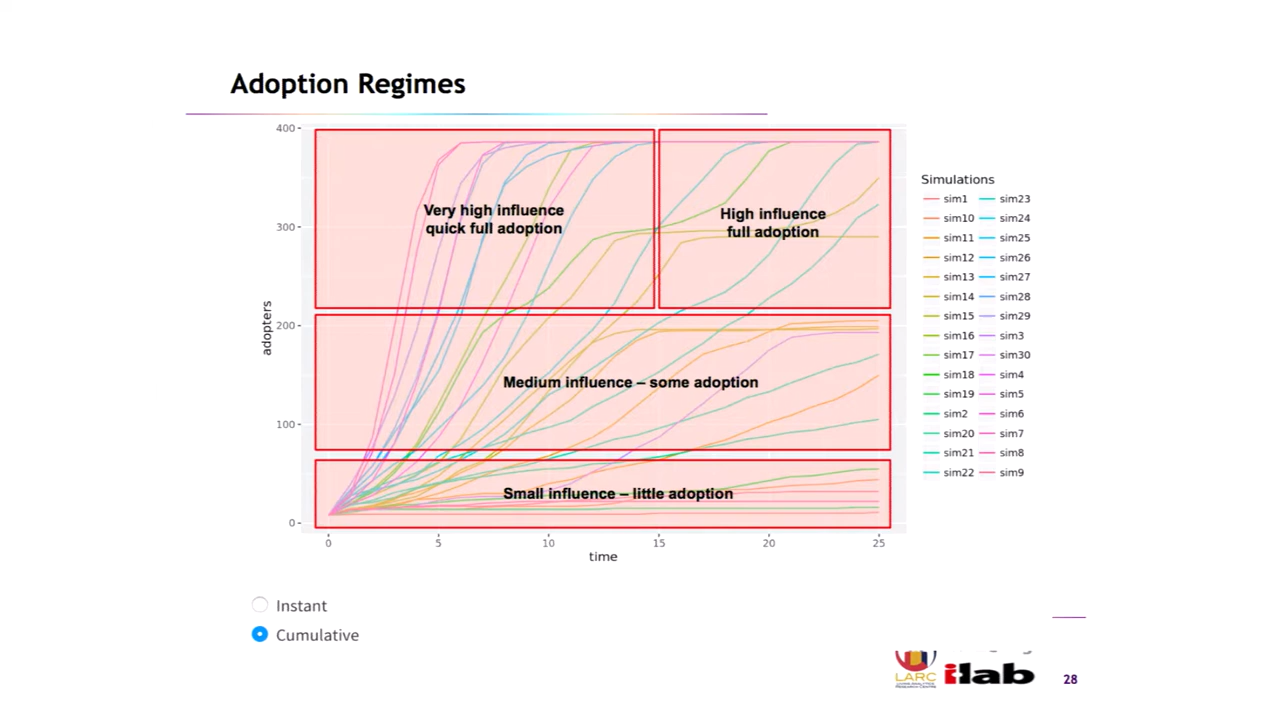 Adoption Regimes
400
300
200
100
0
adopters
Very high influence
quick full adoption
High influence
full adoption
Medium influence – some adoption
Small influence – little adoption
0 5 10 15 20 25
time
Simulations
sim1 sim23
sim10 sim24
sim11 sim25
sim12 sim26
sim13 sim27
sim14 sim28
sim15 sim29
sim16 sim3
sim17 sim30
sim18 sim4
sim19 sim5
sim2 sim6
sim20 sim7
sim21 sim8
sim22 sim9
Instant
Cumulative
LARC
ilab
28